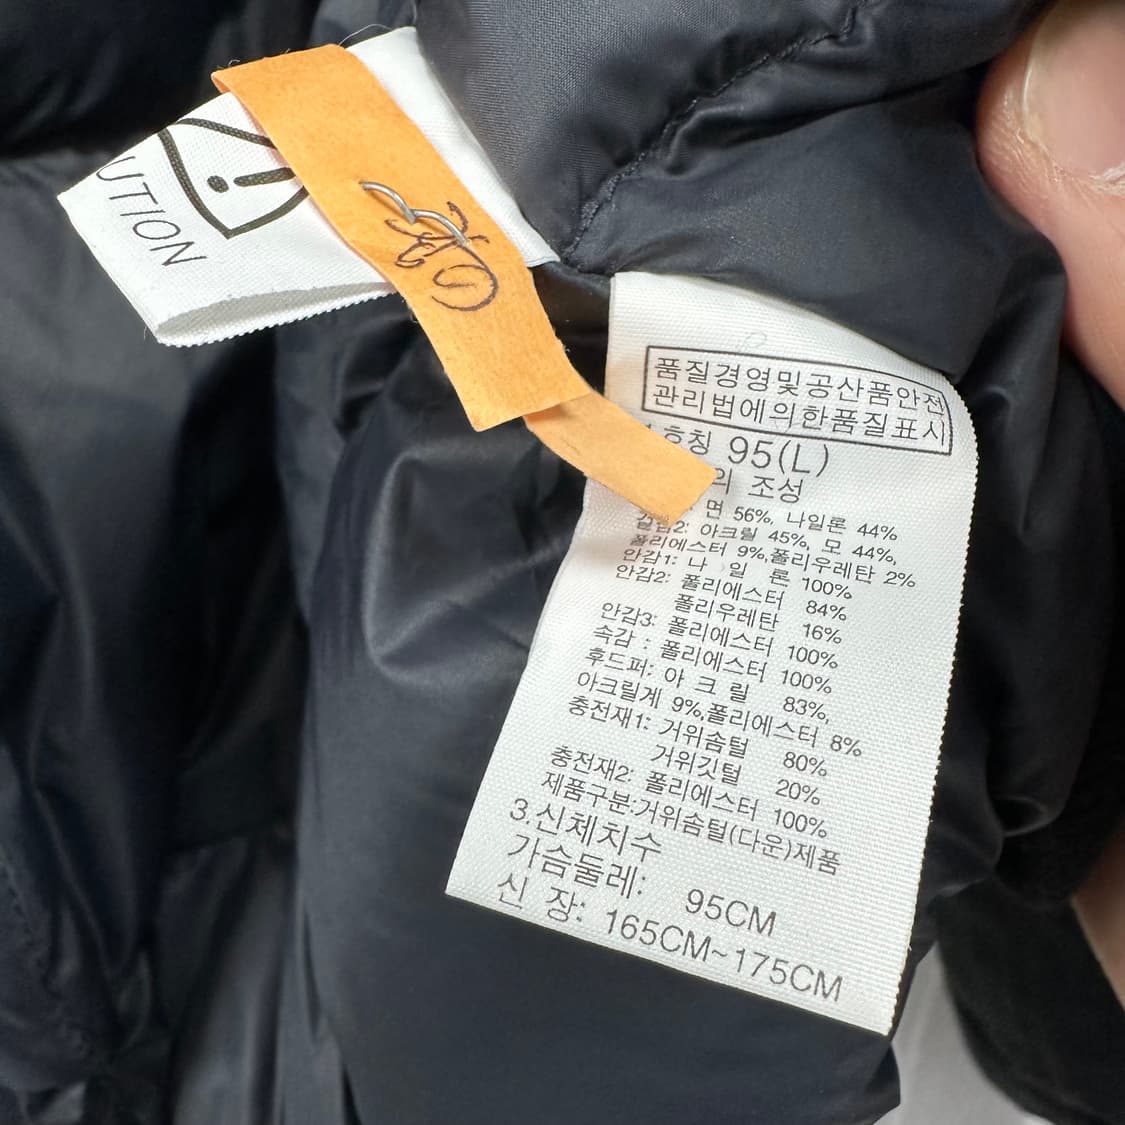 UTION
품질경영및공산품안전
관리법에의한품질표시
호칭 95(L)
의 조성
면 56%, 나일론 44%
겉감2: 아크릴 45%, 모 44%,
폴리에스터 9%,폴리우레탄 2%
안감1: 나 일 론 100%
안감2: 폴리에스터 84%
폴리우레탄 16%
안감3: 폴리에스터 100%
속감 : 폴리에스터 100%
후드퍼: 아 크 릴 83%,
아크릴계 9%,폴리에스터 8%
충전재1: 거위솜털 80%
거위깃털 20%
충전재2: 폴리에스터 100%
제품구분:거위솜털(다운)제품
3.신체치수
가슴둘레: 95CM
신 장: 165CM~175CM